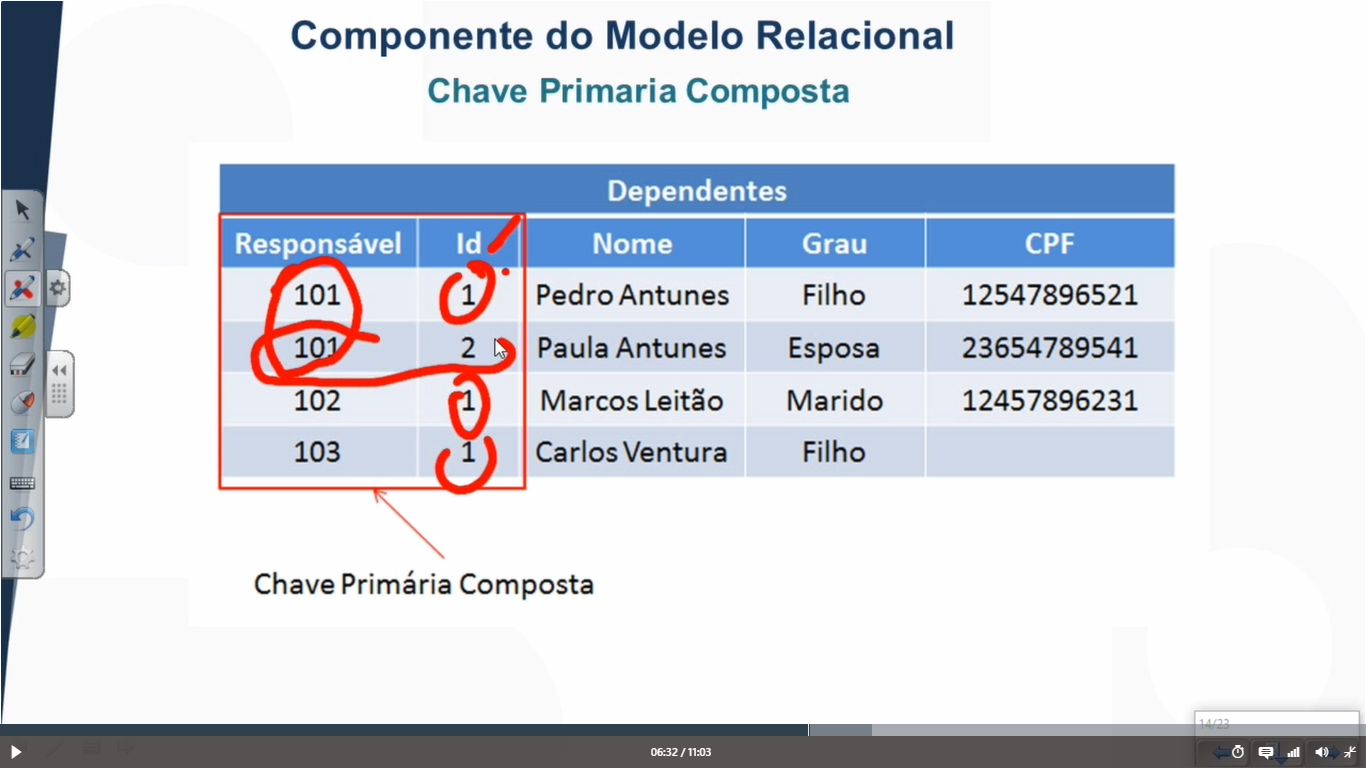 Componente do Modelo Relacional
Chave Primaria Composta
Dependentes
Responsável Id Nome Grau CPF
101 1 Pedro Antunes Filho 12547896521
101 2 Paula Antunes Esposa 23654789541
102 1 Marcos Leitão Marido 12457896231
103 1 Carlos Ventura Filho
Chave Primária Composta
14/23
06:32 / 11:03